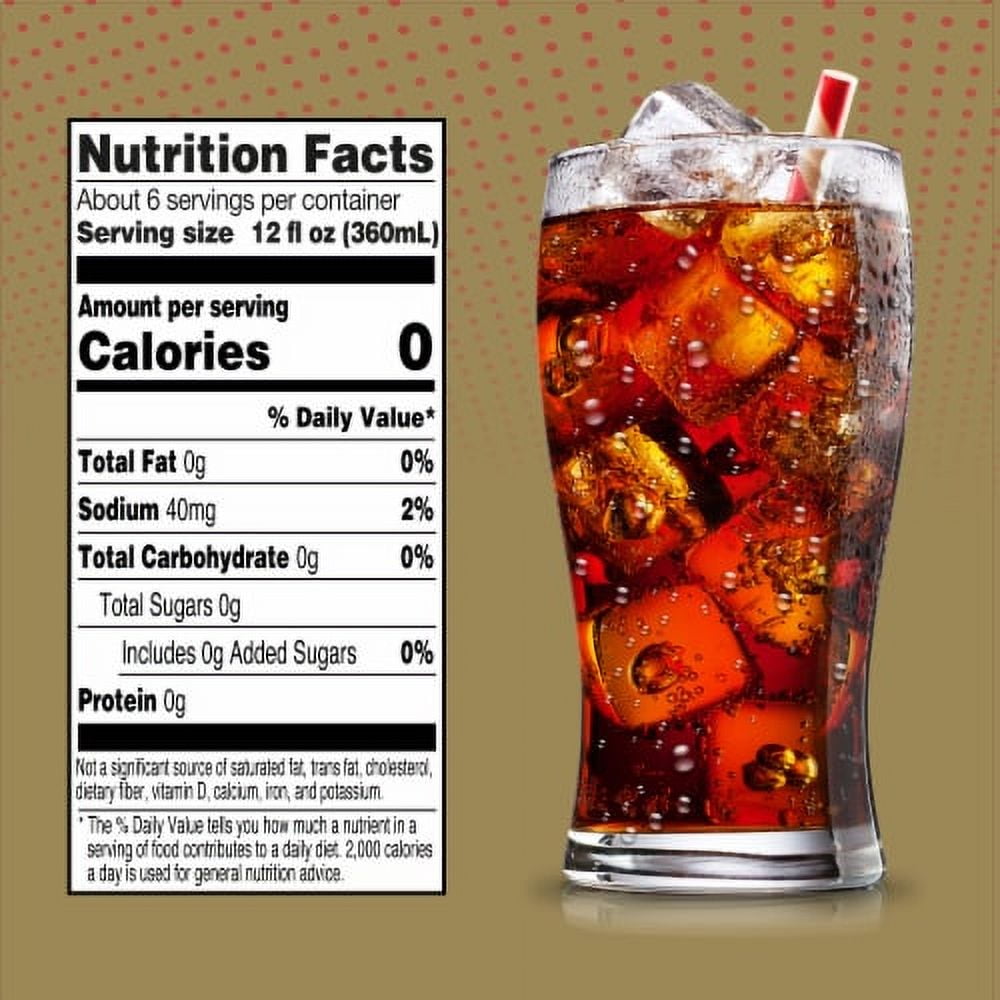 Nutrition Facts
About 6 servings per container
Serving size 12 fl oz (360mL)
Amount per serving
Calories 0
% Daily Value*
Total Fat 0g 0%
Sodium 40mg 2%
Total Carbohydrate 0g 0%
Total Sugars 0g
Includes 0g Added Sugars 0%
Protein 0g
Not a significant source of saturated fat, trans fat, cholesterol,
dietary fiber, vitamin D, calcium, iron, and potassium.
* The % Daily Value tells you how much a nutrient in a
serving of food contributes to a daily diet. 2,000 calories
a day is used for general nutrition advice.